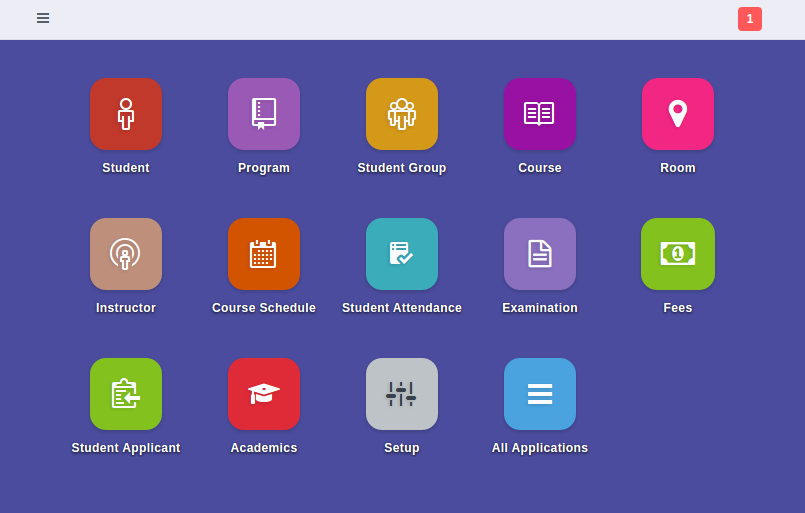 1
Student
Program
Student Group
Course
Room
1
Instructor
Course Schedule
Student Attendance
Examination
Fees
Student Applicant
Academics
Setup
All Applications